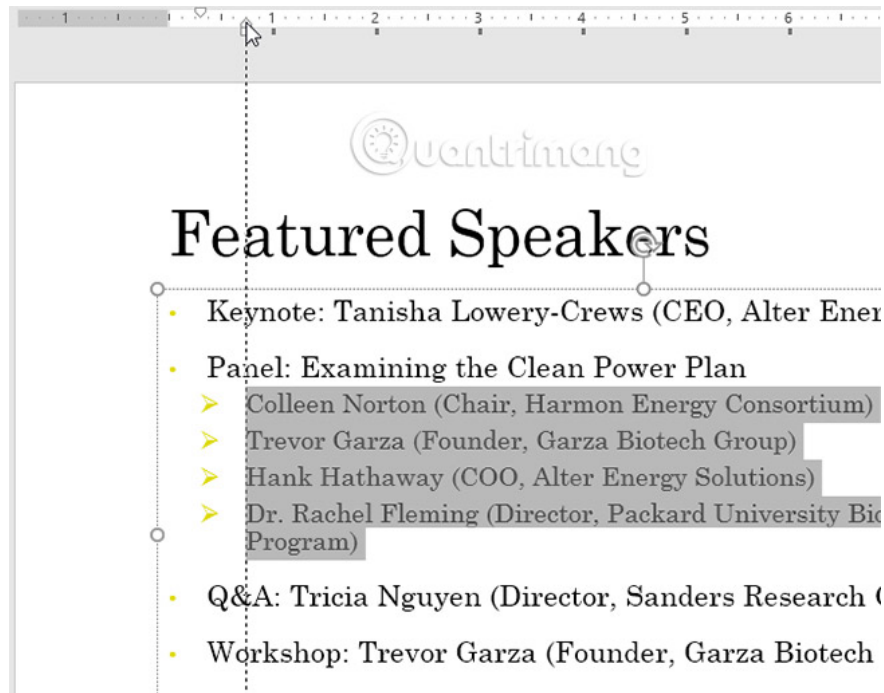 1 1 2 3 4 5 6
Quantrimang
Featured Speakers
• Keynote: Tanisha Lowery-Crews (CEO, Alter Ener
• Panel: Examining the Clean Power Plan
➢ Colleen Norton (Chair, Harmon Energy Consortium)
➢ Trevor Garza (Founder, Garza Biotech Group)
➢ Hank Hathaway (COO, Alter Energy Solutions)
➢ Dr. Rachel Fleming (Director, Packard University Bio
Program)
• Q&A: Tricia Nguyen (Director, Sanders Research
• Workshop: Trevor Garza (Founder, Garza Biotech